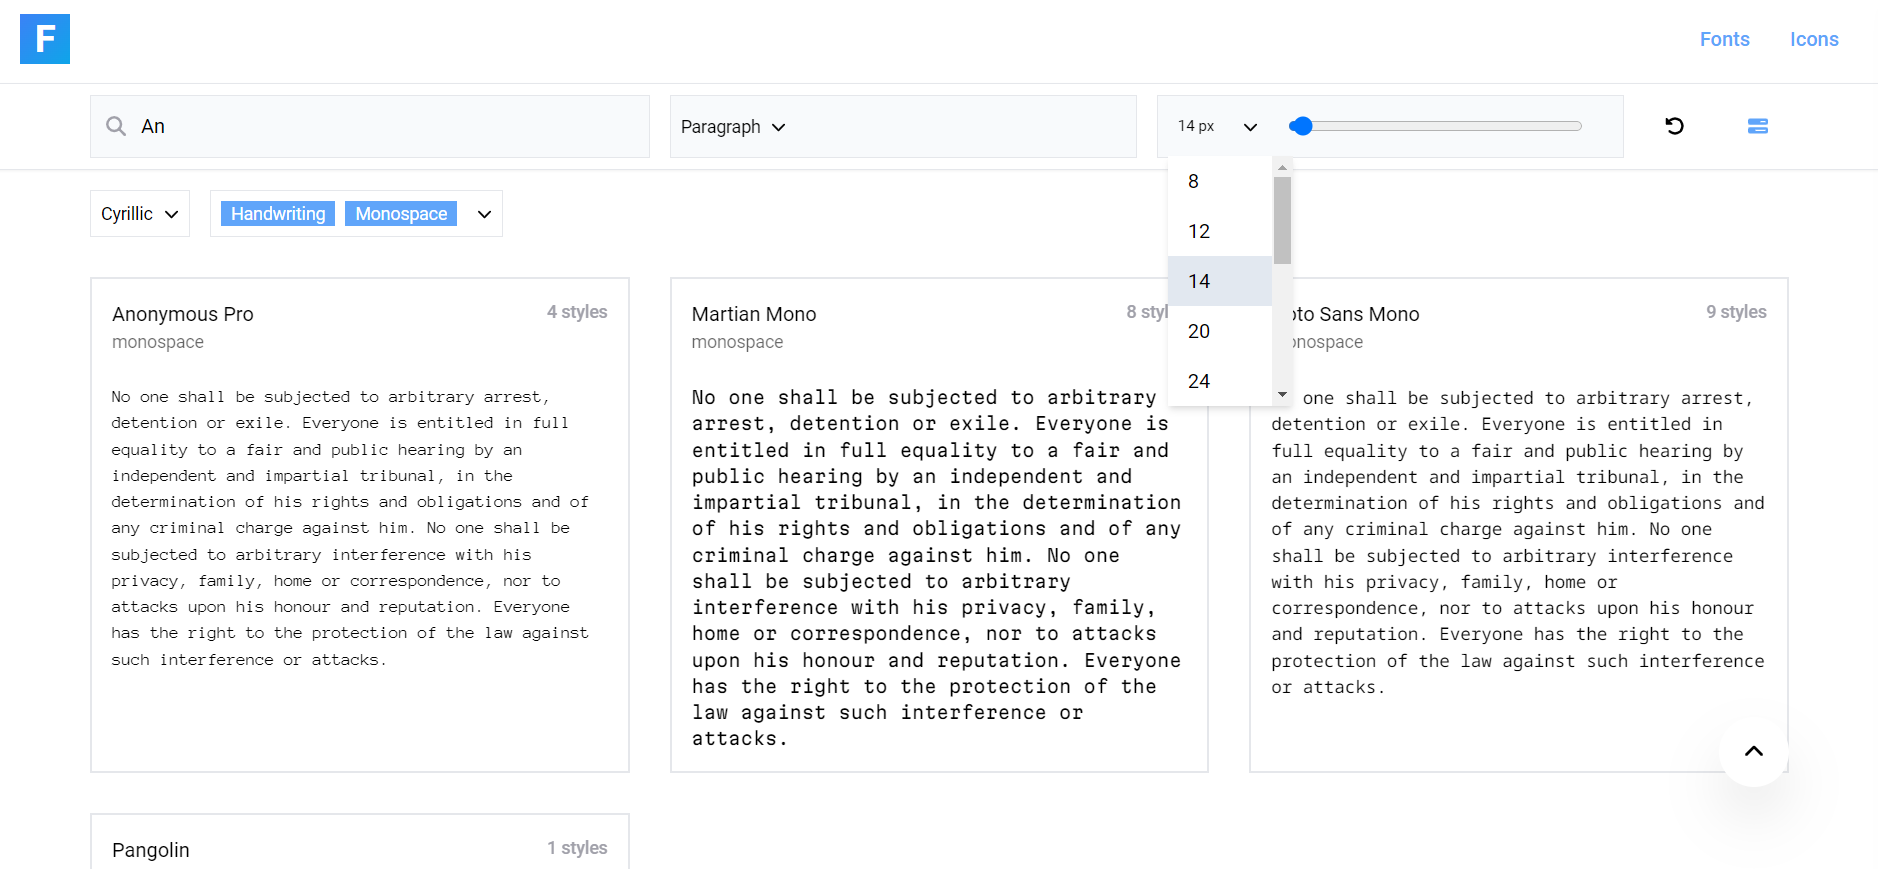 F
Fonts
Icons
An
Paragraph
14 px
8
12
14
20
24
Cyrillic
Handwriting
Monospace
Anonymous Pro
4 styles
monospace
No one shall be subjected to arbitrary arrest,
detention or exile. Everyone is entitled in full
equality to a fair and public hearing by an
independent and impartial tribunal, in the
determination of his rights and obligations and of
any criminal charge against him. No one shall be
subjected to arbitrary interference with his
privacy, family, home or correspondence, nor to
attacks upon his honour and reputation. Everyone
has the right to the protection of the law against
such interference or attacks.
Martian Mono
8 styl
monospace
No one shall be subjected to arbitrary
arrest, detention or exile. Everyone is
entitled in full equality to a fair and
public hearing by an independent and
impartial tribunal, in the determination
of his rights and obligations and of any
criminal charge against him. No one
shall be subjected to arbitrary
interference with his privacy, family,
home or correspondence, nor to attacks
upon his honour and reputation. Everyone
has the right to the protection of the
law against such interference or
attacks.
oto Sans Mono
9 styles
onospace
one shall be subjected to arbitrary arrest,
detention or exile. Everyone is entitled in
full equality to a fair and public hearing by
an independent and impartial tribunal, in the
determination of his rights and obligations and
of any criminal charge against him. No one
shall be subjected to arbitrary interference
with his privacy, family, home or
correspondence, nor to attacks upon his honour
and reputation. Everyone has the right to the
protection of the law against such interference
or attacks.
Pangolin
1 styles